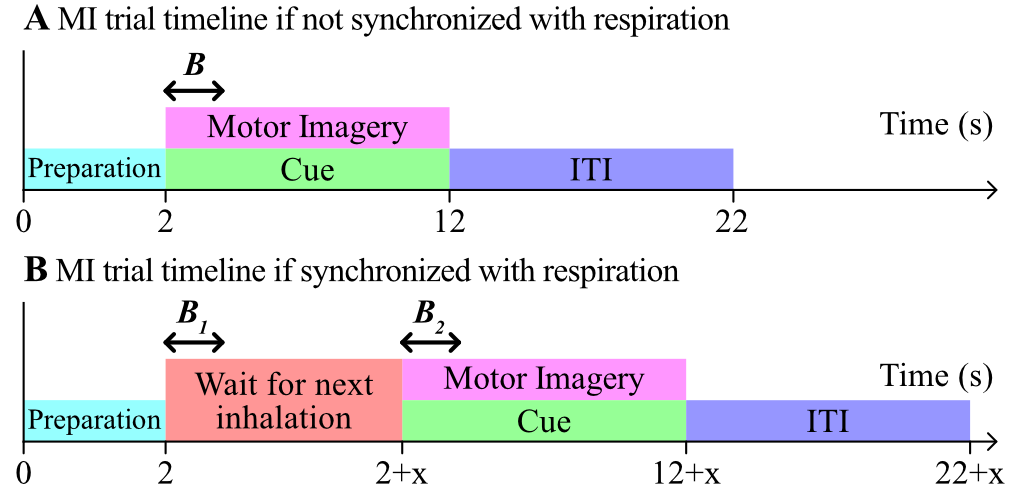 A MI trial timeline if not synchronized with respiration
B
Motor Imagery
Time (s)
Preparation
Cue
ITI
0
2
12
22
B MI trial timeline if synchronized with respiration
B1
B2
Wait for next
inhalation
Motor Imagery
Time (s)
Preparation
Cue
ITI
0
2
2+x
12+x
22+x